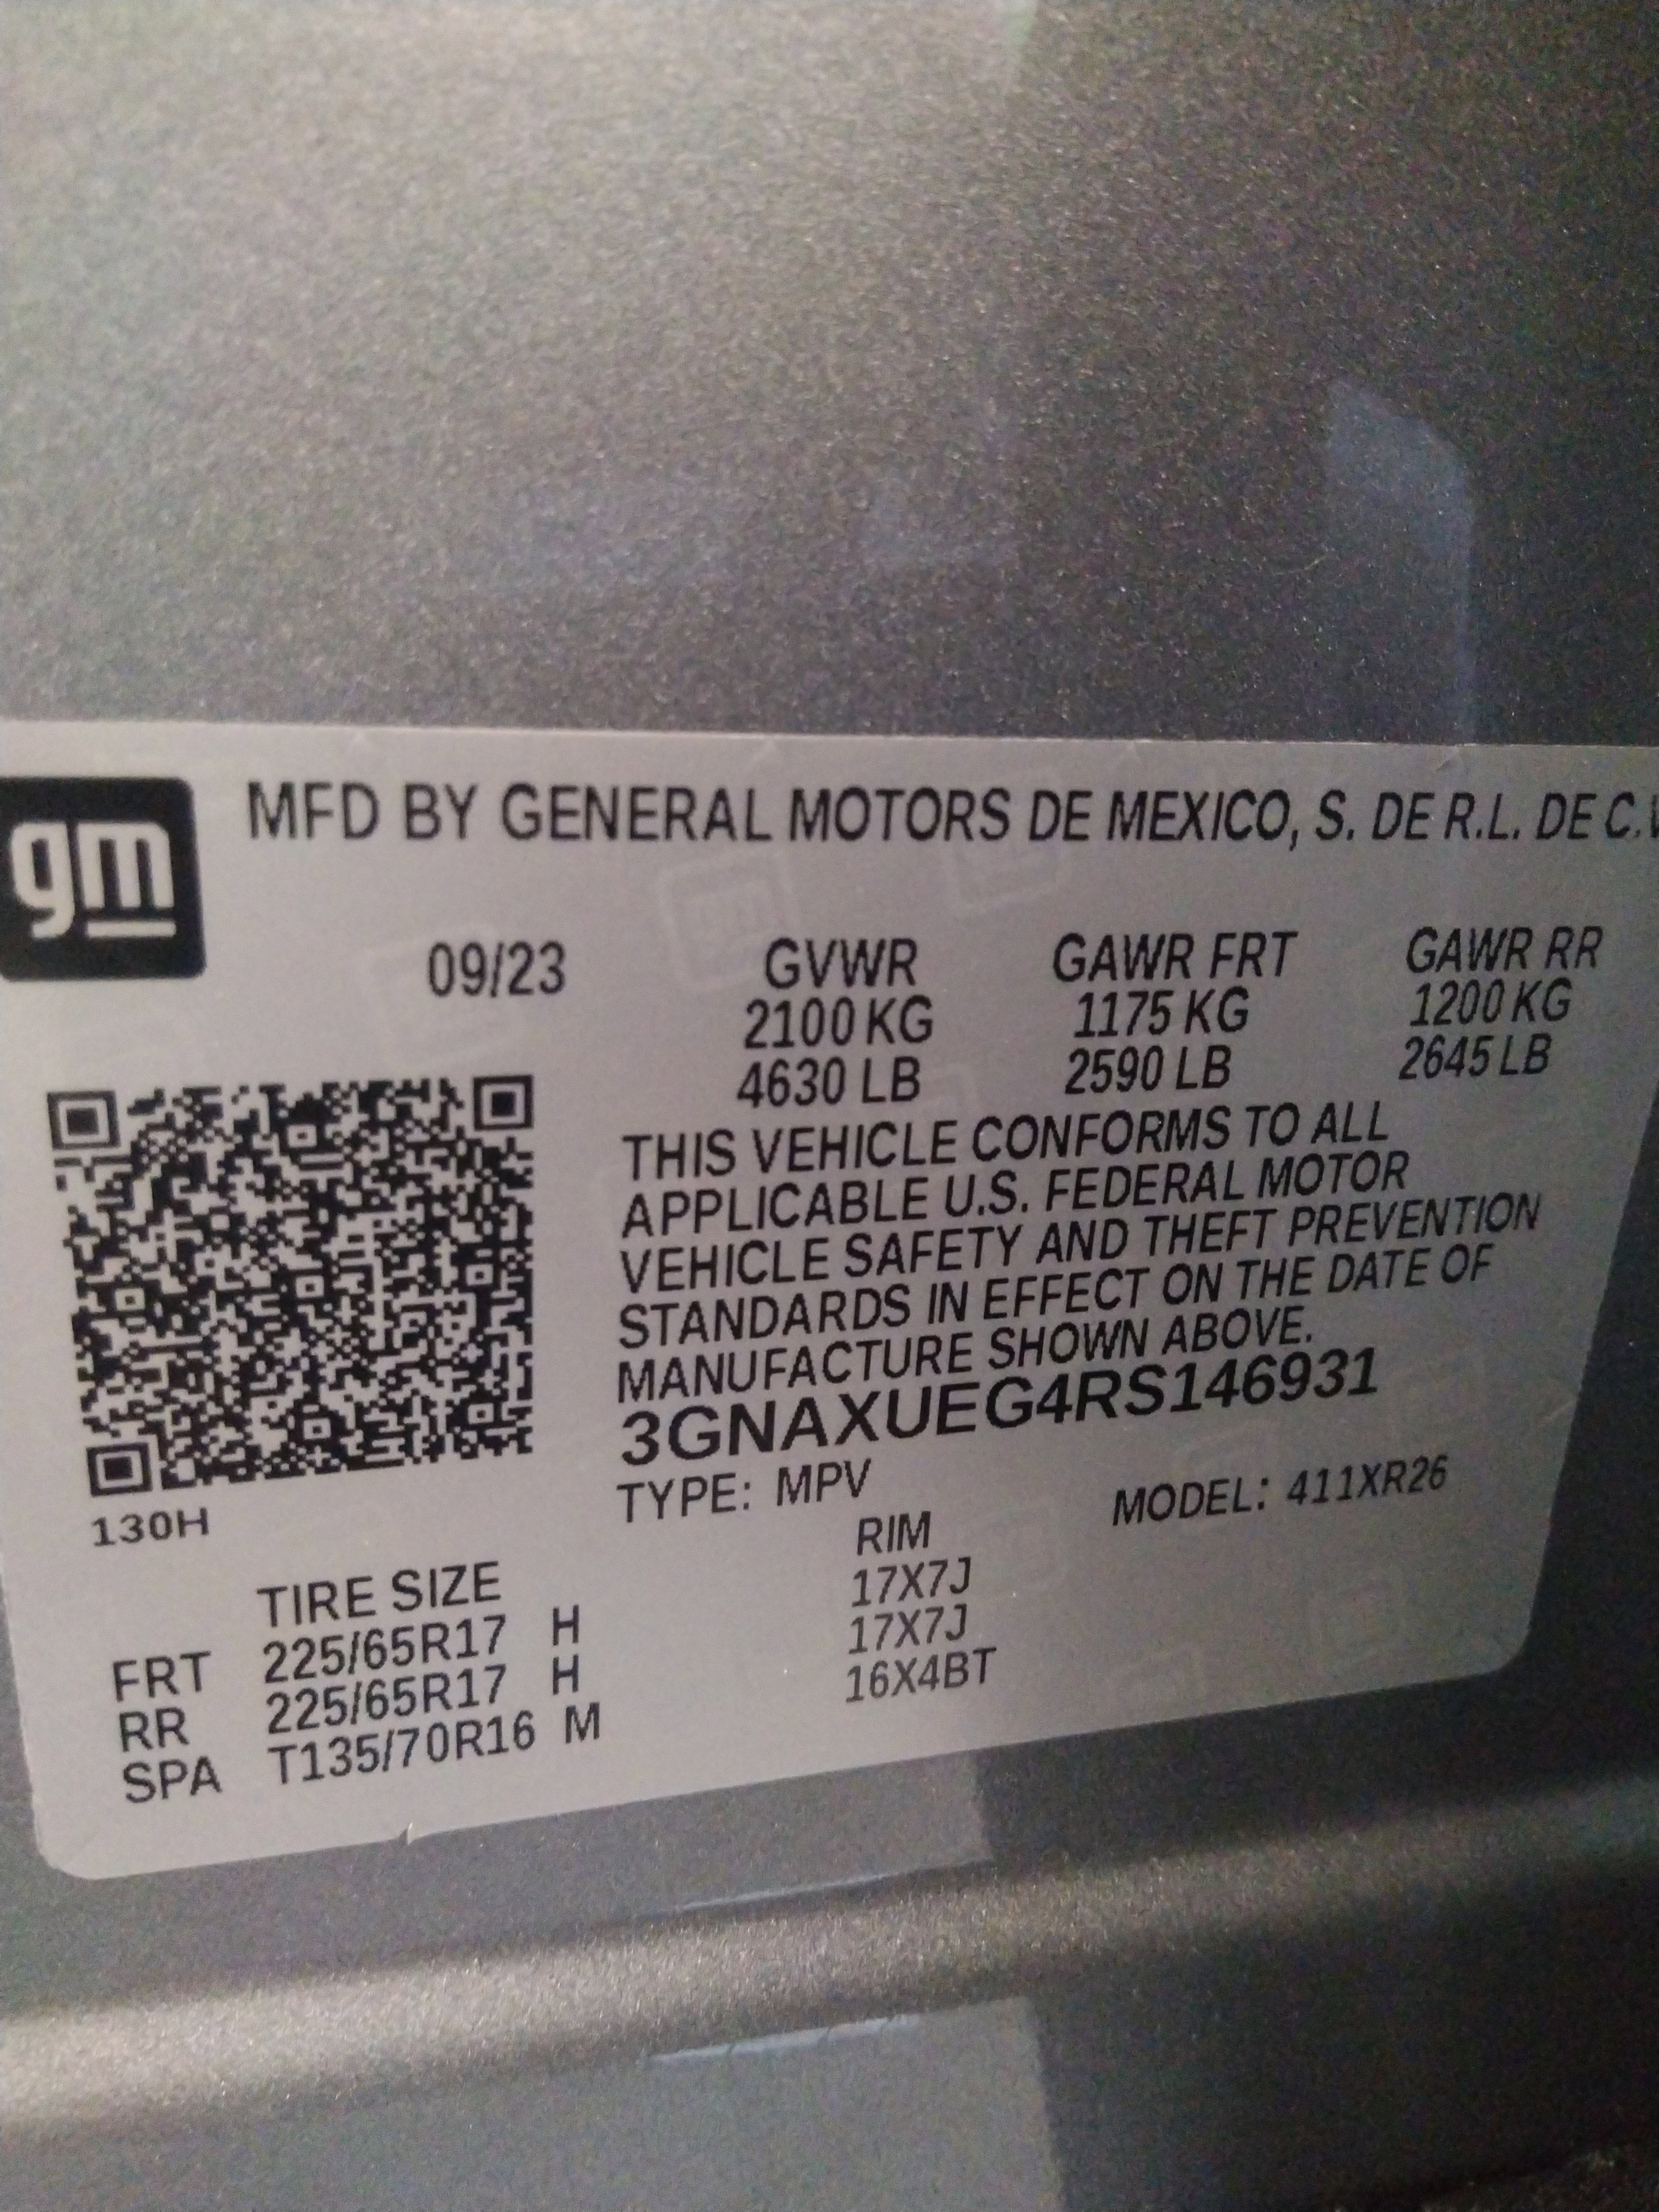 gm
MFD BY GENERAL MOTORS DE MEXICO, S. DE R.L. DE C.V
09/23 GVWR GAWR FRT GAWR RR
2100 KG 1175 KG 1200 KG
4630 LB 2590 LB 2645 LB
THIS VEHICLE CONFORMS TO ALL
APPLICABLE U.S. FEDERAL MOTOR
VEHICLE SAFETY AND THEFT PREVENTION
STANDARDS IN EFFECT ON THE DATE OF
MANUFACTURE SHOWN ABOVE.
3GNAXUEG4RS146931
TYPE: MPV MODEL: 411XR26
130H
TIRE SIZE RIM
FRT 225/65R17 H 17X7J
RR 225/65R17 H 17X7J
SPA T135/70R16 M 16X4BT